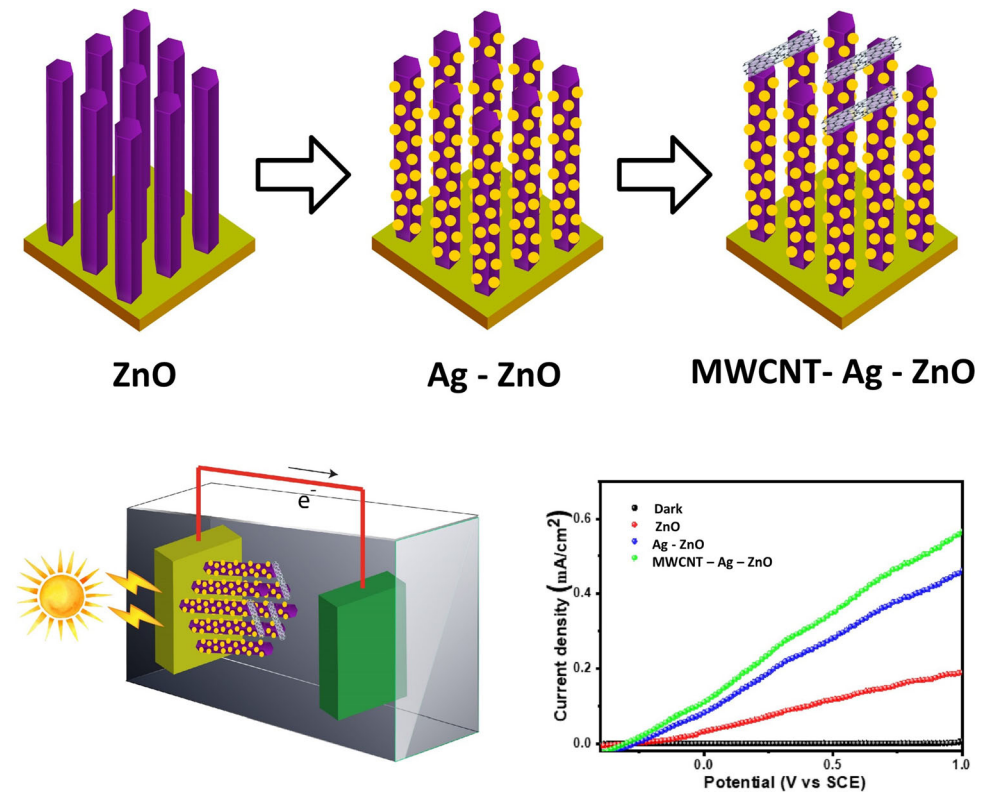 ZnO
Ag - ZnO
MWCNT- Ag - ZnO
e⁻
Current density (mA/cm²)
0.6
0.4
0.2
0.0
Dark
ZnO
Ag - ZnO
MWCNT – Ag – ZnO
0.0
0.5
1.0
Potential (V vs SCE)